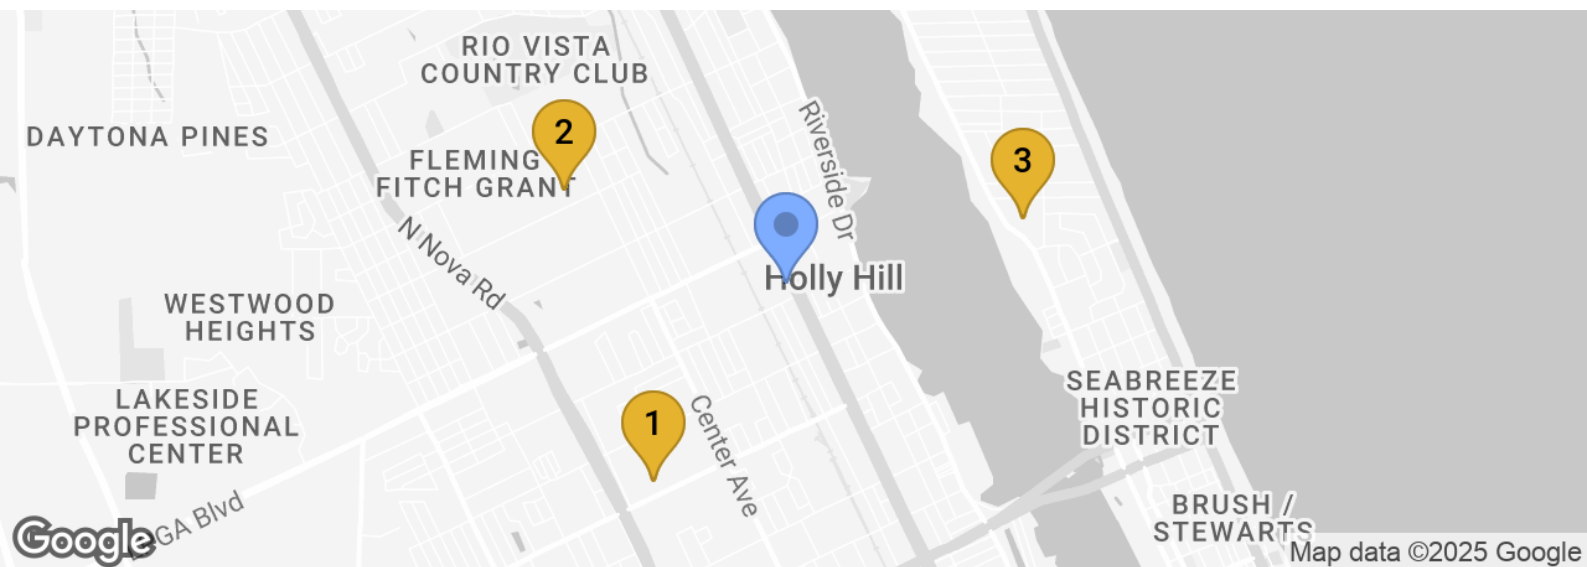 RIO VISTA
COUNTRY CLUB
DAYTONA PINES
2
FLEMING
FITCH GRANT
Riverside Dr
3
N Nova Rd
Holly Hill
WESTWOOD
HEIGHTS
LAKESIDE
PROFESSIONAL
CENTER
1
Center Ave
SEABREEZE
HISTORIC
DISTRICT
BRUSH /
STEWARTS
Blvd
Google
Map data ©2025 Google